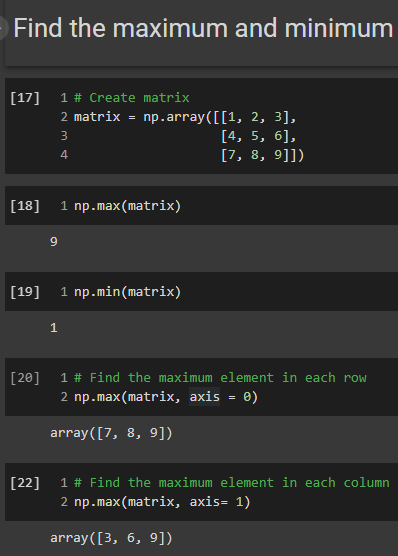 Find the maximum and minimum
[17] 1 # Create matrix
2 matrix = np.array([[1, 2, 3],
3 [4, 5, 6],
4 [7, 8, 9]])
[18] 1 np.max(matrix)
9
[19] 1 np.min(matrix)
1
[20] 1 # Find the maximum element in each row
2 np.max(matrix, axis = 0)
array([7, 8, 9])
[22] 1 # Find the maximum element in each column
2 np.max(matrix, axis= 1)
array([3, 6, 9])